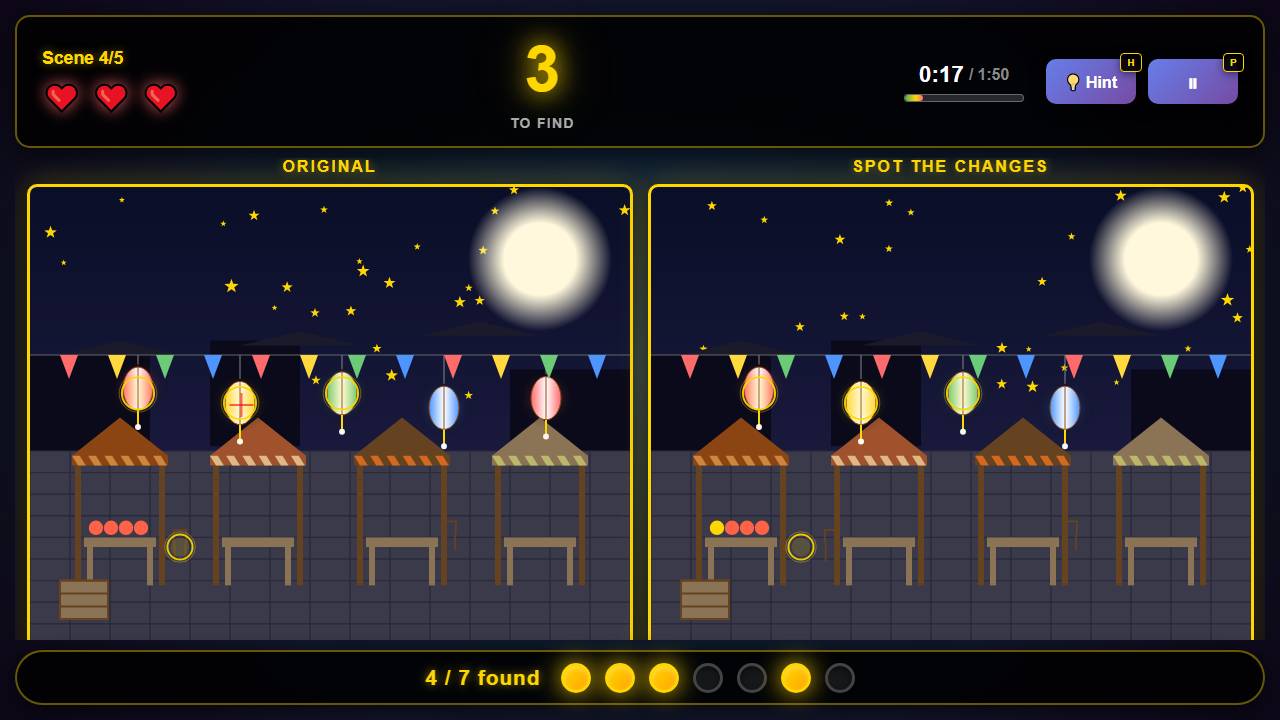 Scene 4/5
3
TO FIND
0:17 / 1:50
Hint
H
P
ORIGINAL
SPOT THE CHANGES
4 / 7 found